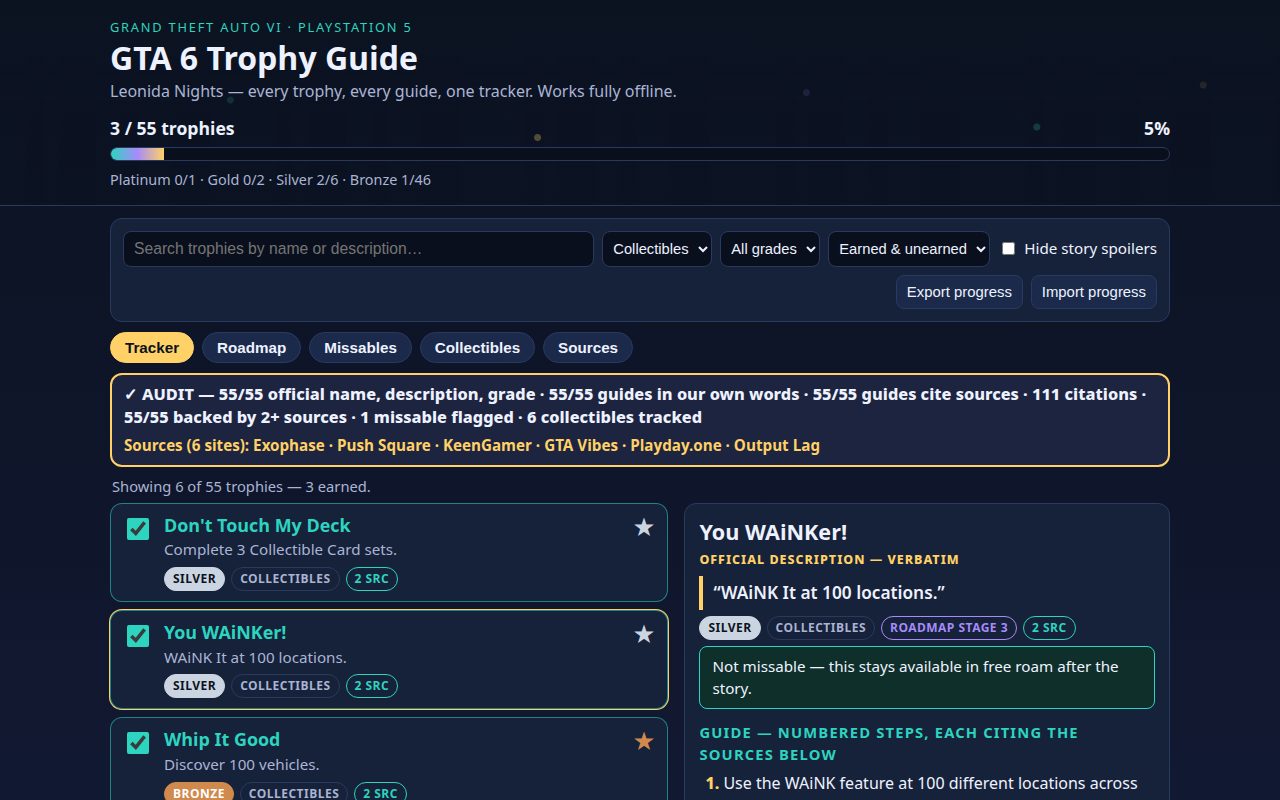 GRAND THEFT AUTO VI · PLAYSTATION 5
GTA 6 Trophy Guide
Leonida Nights — every trophy, every guide, one tracker. Works fully offline.
3 / 55 trophies
5%
Platinum 0/1 · Gold 0/2 · Silver 2/6 · Bronze 1/46
Search trophies by name or description…
Collectibles
All grades
Earned & unearned
Hide story spoilers
Export progress
Import progress
Tracker
Roadmap
Missables
Collectibles
Sources
✓ AUDIT — 55/55 official name, description, grade · 55/55 guides in our own words · 55/55 guides cite sources · 111 citations ·
55/55 backed by 2+ sources · 1 missable flagged · 6 collectibles tracked
Sources (6 sites): Exophase · Push Square · KeenGamer · GTA Vibes · Playday.one · Output Lag
Showing 6 of 55 trophies — 3 earned.
Don't Touch My Deck
Complete 3 Collectible Card sets.
SILVER
COLLECTIBLES
2 SRC
You WAiNKer!
WAiNK It at 100 locations.
SILVER
COLLECTIBLES
2 SRC
Whip It Good
Discover 100 vehicles.
BRONZE
COLLECTIBLES
2 SRC
You WAiNKer!
OFFICIAL DESCRIPTION — VERBATIM
“WAiNK It at 100 locations.”
SILVER
COLLECTIBLES
ROADMAP STAGE 3
2 SRC
Not missable — this stays available in free roam after the
story.
GUIDE — NUMBERED STEPS, EACH CITING THE
SOURCES BELOW
1. Use the WAiNK feature at 100 different locations across